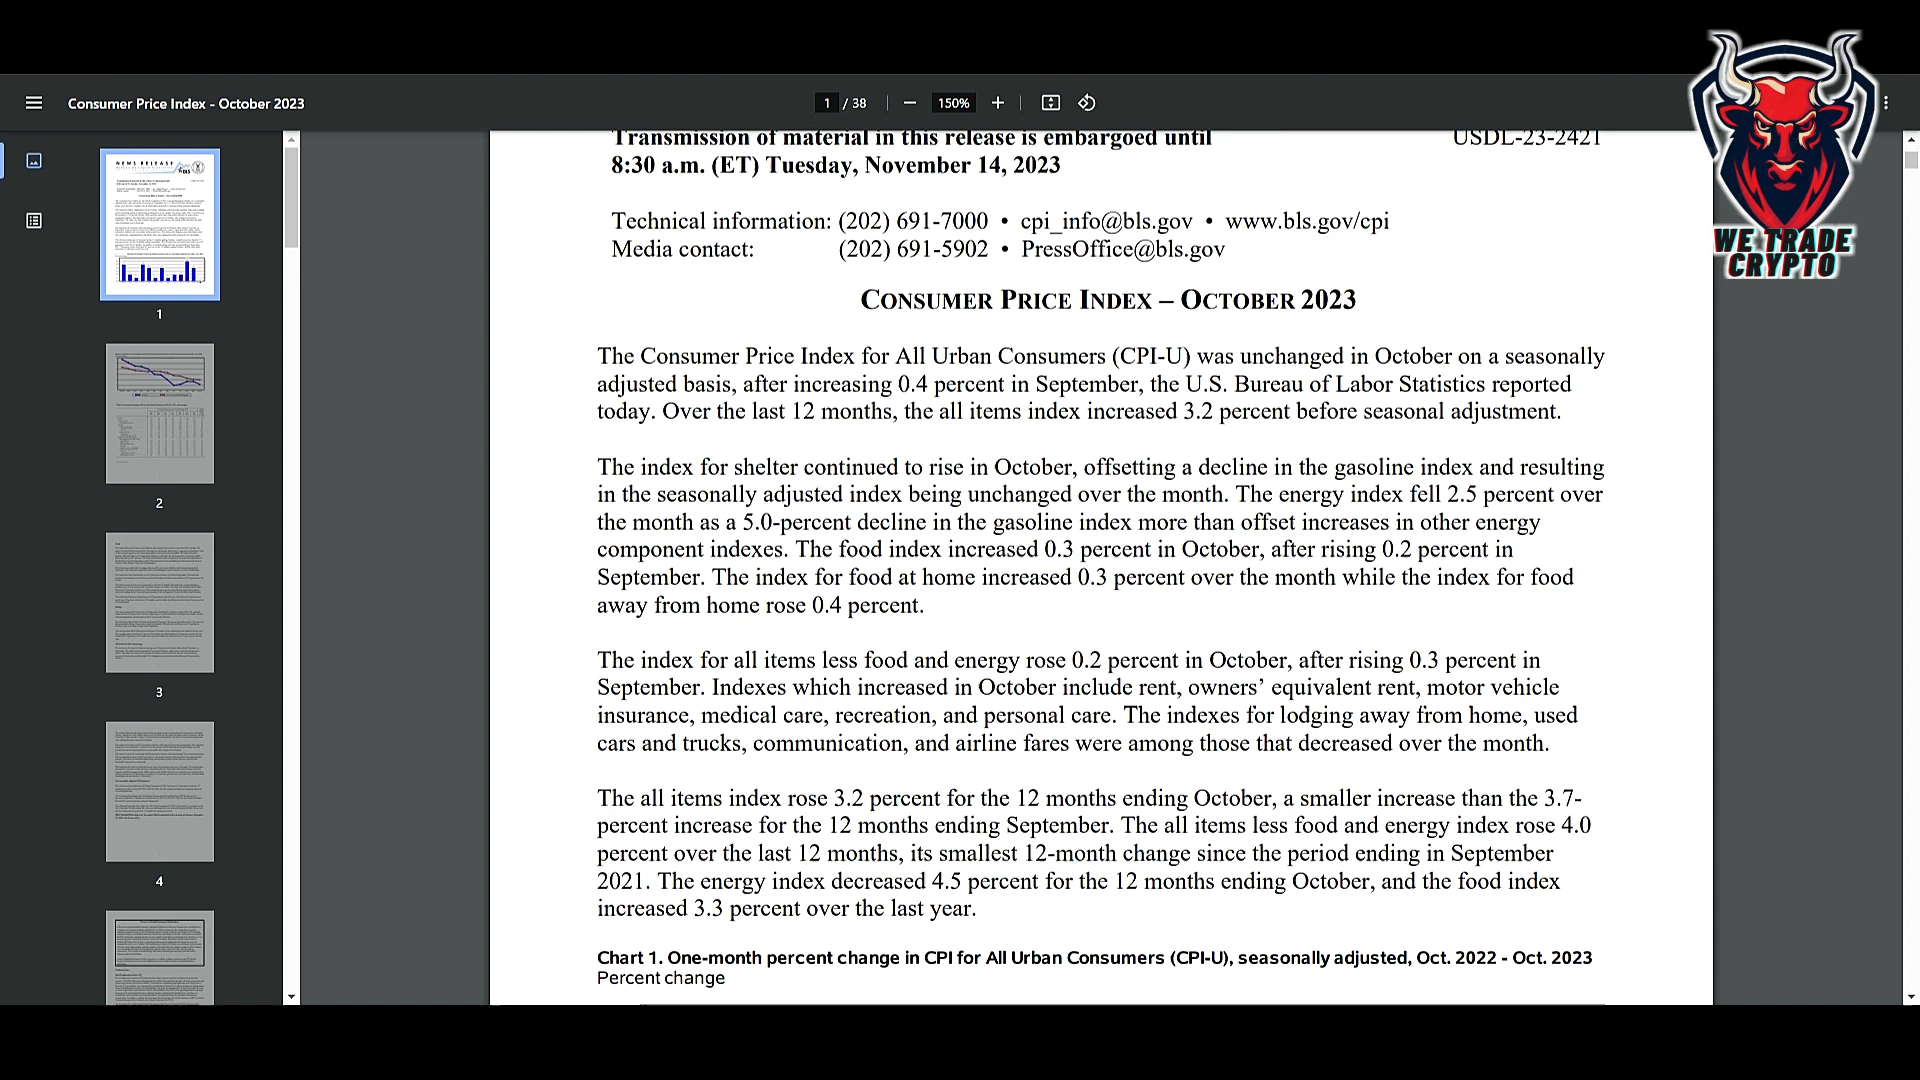 Consumer Price Index - October 2023
1 / 38
150%
WE TRADE
CRYPTO
Transmission of material in this release is embargoed until
USDL-23-2421
8:30 a.m. (ET) Tuesday, November 14, 2023
Technical information: (202) 691-7000 • cpi_info@bls.gov • www.bls.gov/cpi
Media contact: (202) 691-5902 • PressOffice@bls.gov
CONSUMER PRICE INDEX – OCTOBER 2023
The Consumer Price Index for All Urban Consumers (CPI-U) was unchanged in October on a seasonally
adjusted basis, after increasing 0.4 percent in September, the U.S. Bureau of Labor Statistics reported
today. Over the last 12 months, the all items index increased 3.2 percent before seasonal adjustment.
The index for shelter continued to rise in October, offsetting a decline in the gasoline index and resulting
in the seasonally adjusted index being unchanged over the month. The energy index fell 2.5 percent over
the month as a 5.0-percent decline in the gasoline index more than offset increases in other energy
component indexes. The food index increased 0.3 percent in October, after rising 0.2 percent in
September. The index for food at home increased 0.3 percent over the month while the index for food
away from home rose 0.4 percent.
The index for all items less food and energy rose 0.2 percent in October, after rising 0.3 percent in
September. Indexes which increased in October include rent, owners’ equivalent rent, motor vehicle
insurance, medical care, recreation, and personal care. The indexes for lodging away from home, used
cars and trucks, communication, and airline fares were among those that decreased over the month.
The all items index rose 3.2 percent for the 12 months ending October, a smaller increase than the 3.7-
percent increase for the 12 months ending September. The all items less food and energy index rose 4.0
percent over the last 12 months, its smallest 12-month change since the period ending in September
2021. The energy index decreased 4.5 percent for the 12 months ending October, and the food index
increased 3.3 percent over the last year.
Chart 1. One-month percent change in CPI for All Urban Consumers (CPI-U), seasonally adjusted, Oct. 2022 - Oct. 2023
Percent change
NEWS RELEASE
1
2
3
4